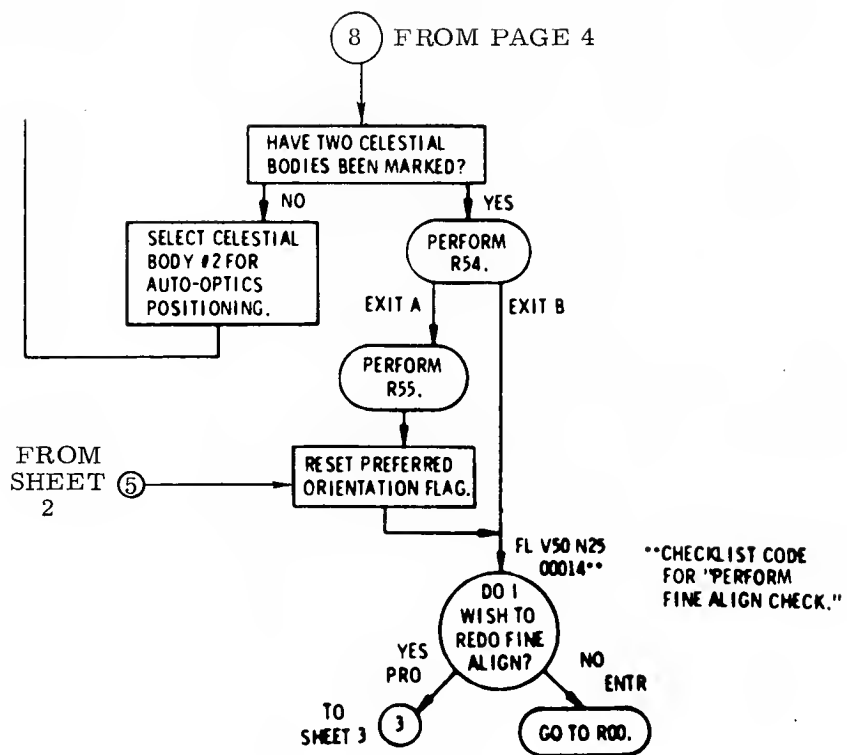 8 FROM PAGE 4
HAVE TWO CELESTIAL
BODIES BEEN MARKED?
NO
YES
SELECT CELESTIAL
BODY #2 FOR
AUTO-OPTICS
POSITIONING.
PERFORM
R54.
EXIT A
EXIT B
PERFORM
R55.
FROM
SHEET
2
5
RESET PREFERRED
ORIENTATION FLAG.
FL V50 N25
00014**
**CHECKLIST CODE
FOR "PERFORM
FINE ALIGN CHECK."
DO I
WISH TO
REDO FINE
ALIGN?
YES
PRO
NO
ENTR
TO
SHEET 3
3
GO TO R00.